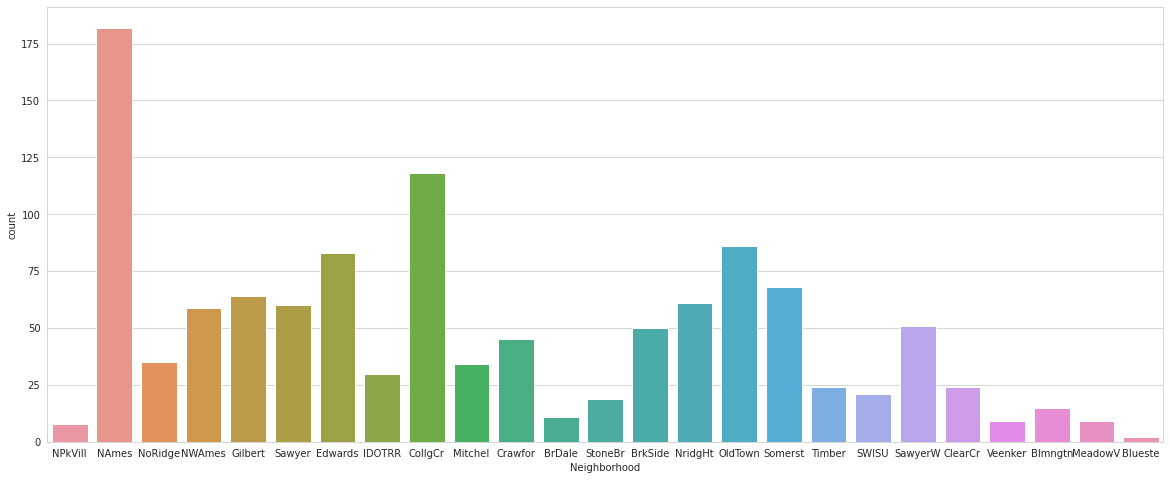 count
175
150
125
100
75
50
25
0
NPkVill NAmes NoRidge NWAmes Gilbert Sawyer Edwards IDOTRR CollgCr Mitchel Crawfor BrDale StoneBr BrkSide NridgHt OldTown Somerst Timber SWISU SawyerW ClearCr Veenker Blmngtn MeadowV Blueste
Neighborhood